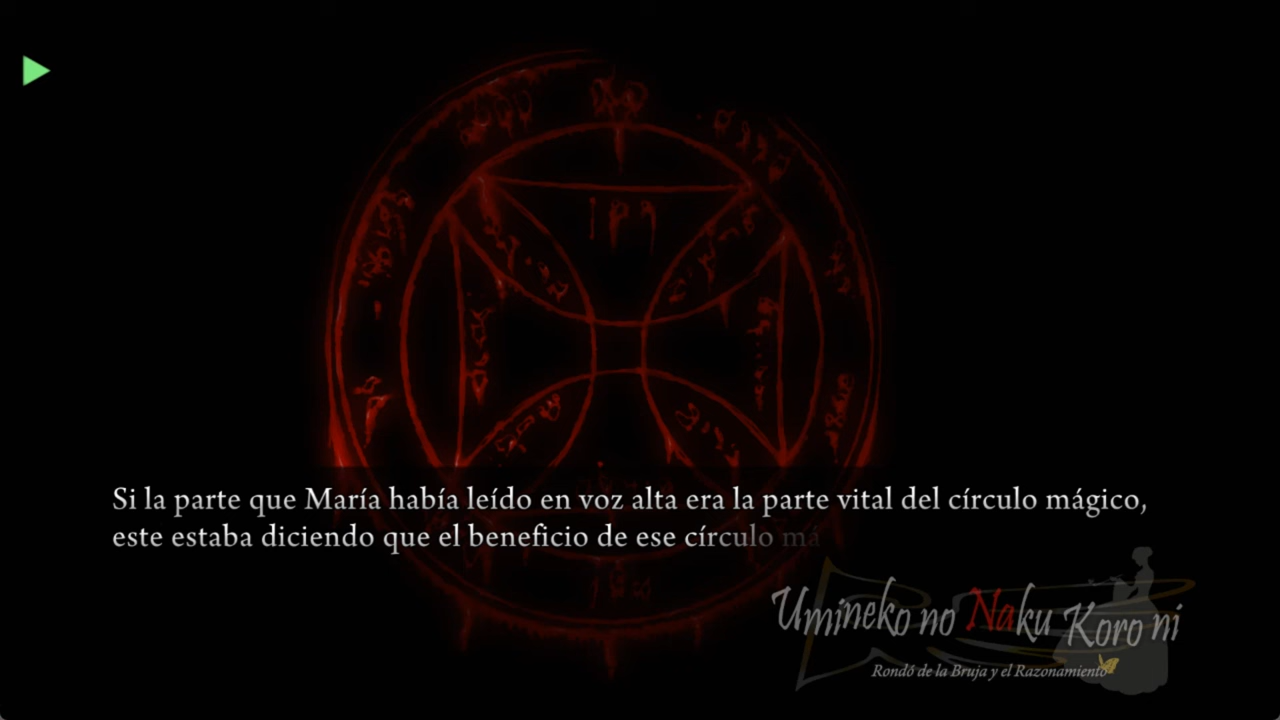 Si la parte que María había leído en voz alta era la parte vital del círculo mágico,
este estaba diciendo que el beneficio de ese círculo má
Umineko no Naku Koro ni
Rondó de la Bruja y el Razonamiento